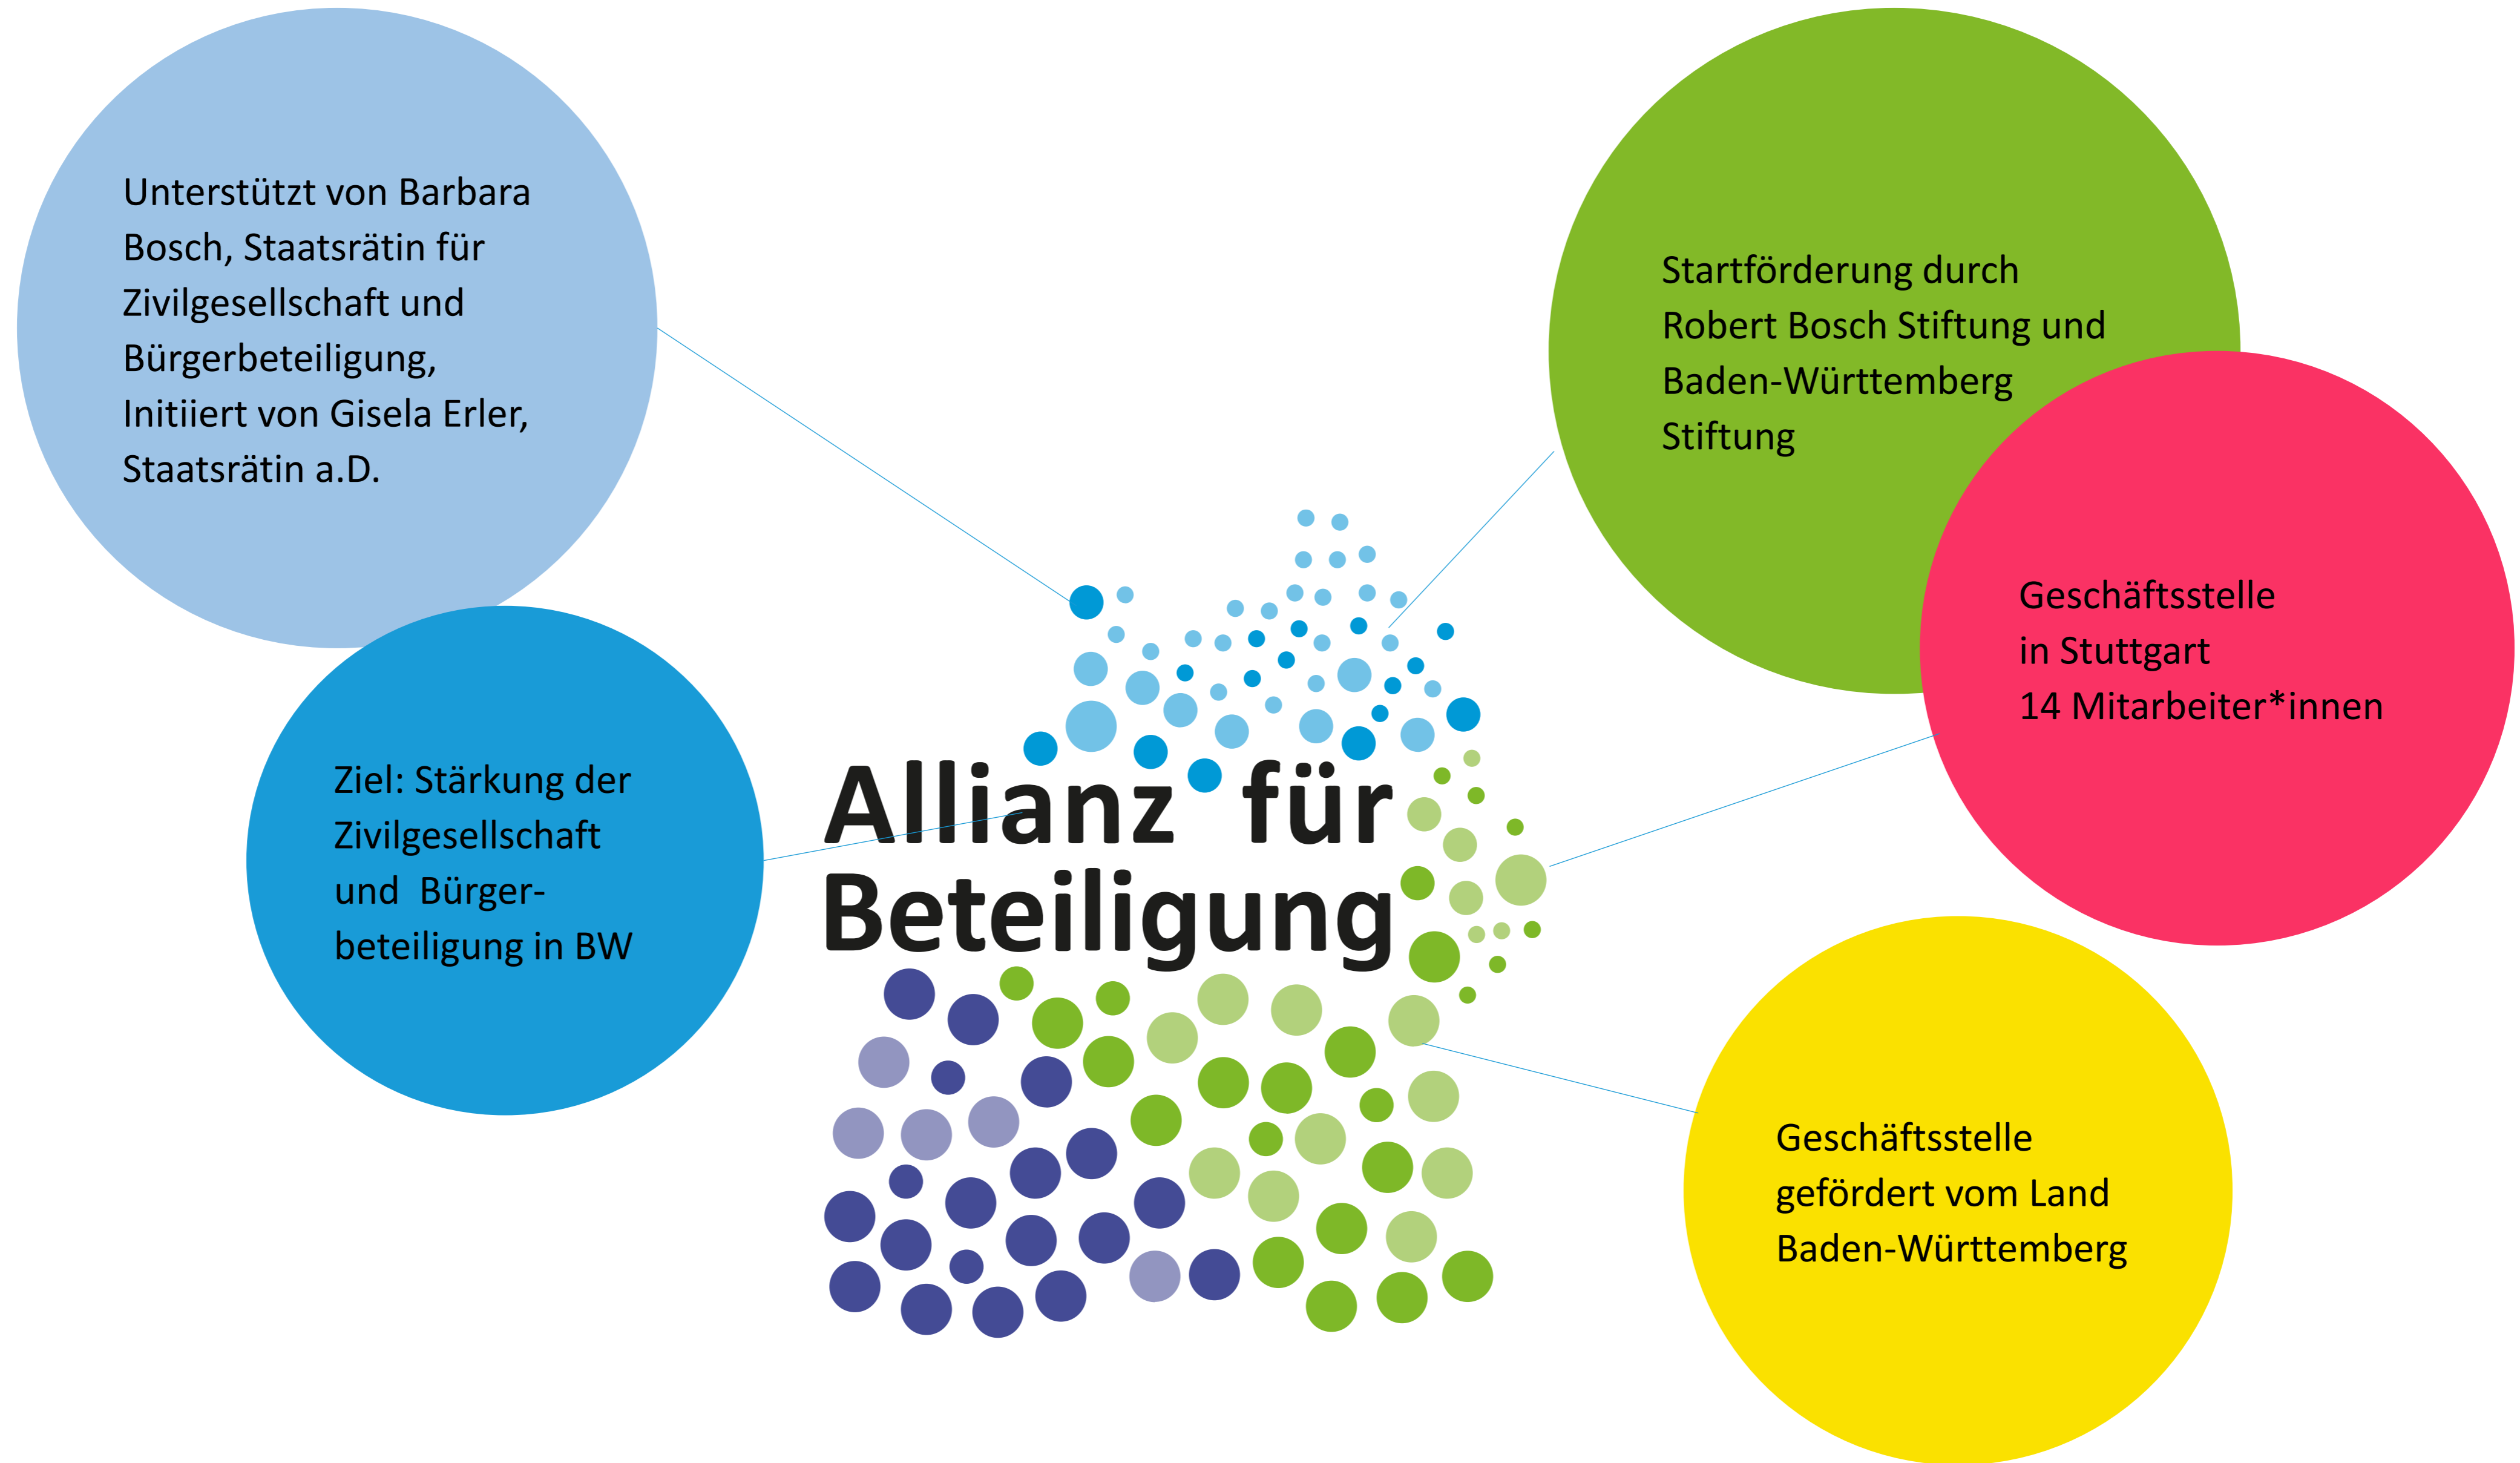 Unterstützt von Barbara
Bosch, Staatsrätin für
Zivilgesellschaft und
Bürgerbeteiligung,
Initiiert von Gisela Erler,
Staatsrätin a.D.
Startförderung durch
Robert Bosch Stiftung und
Baden-Württemberg
Stiftung
Geschäftsstelle
in Stuttgart
14 Mitarbeiter*innen
Ziel: Stärkung der
Zivilgesellschaft
und Bürger-
beteiligung in BW
Allianz für
Beteiligung
Geschäftsstelle
gefördert vom Land
Baden-Württemberg